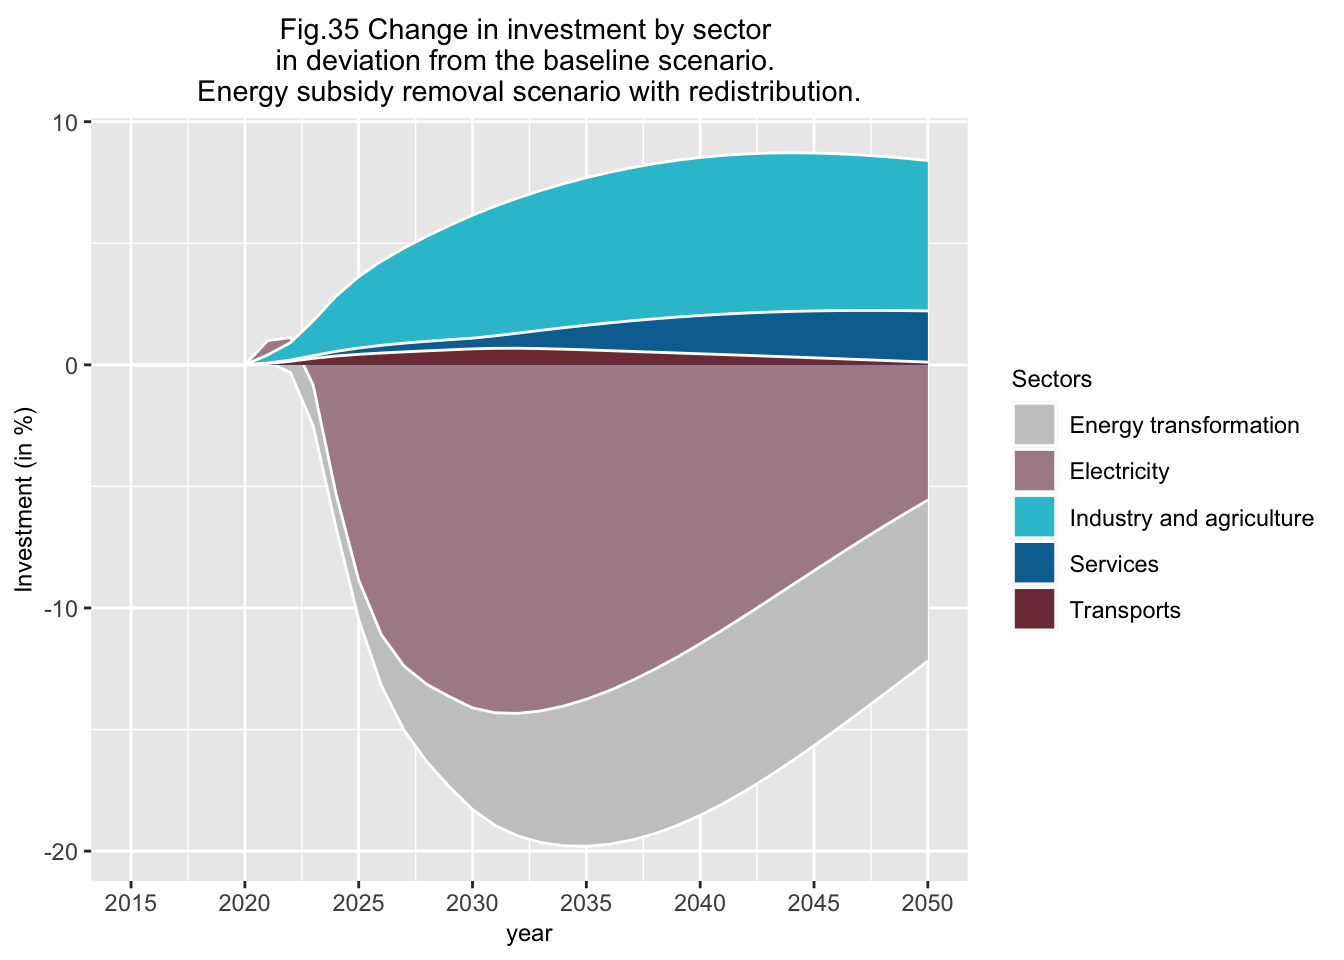 Fig.35 Change in investment by sector
in deviation from the baseline scenario.
Energy subsidy removal scenario with redistribution.
10
0
-10
-20
Investment (in %)
2015 2020 2025 2030 2035 2040 2045 2050
year
Sectors
Energy transformation
Electricity
Industry and agriculture
Services
Transports